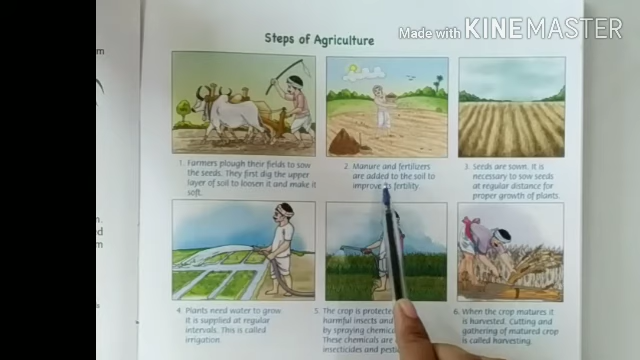 Made with KINEMASTER
Steps of Agriculture
1. Farmers plough their fields to sow
the seeds. They first dig the upper
layer of soil to loosen it and make it
soft.
2. Manure and fertilizers
are added to the soil to
improve its fertility
3. Seeds are sown. It is
necessary to sow seeds
at regular distance for
proper growth of plants.
4. Plants need water to grow.
It is supplied at regular
intervals. This is called
irrigation.
5. The crop is protected
harmful insects and
by spraying chemic
These chemicals are
insecticides and pest
6. When the crop matures it
is harvested. Cutting and
gathering of matured crop
is called harvesting.